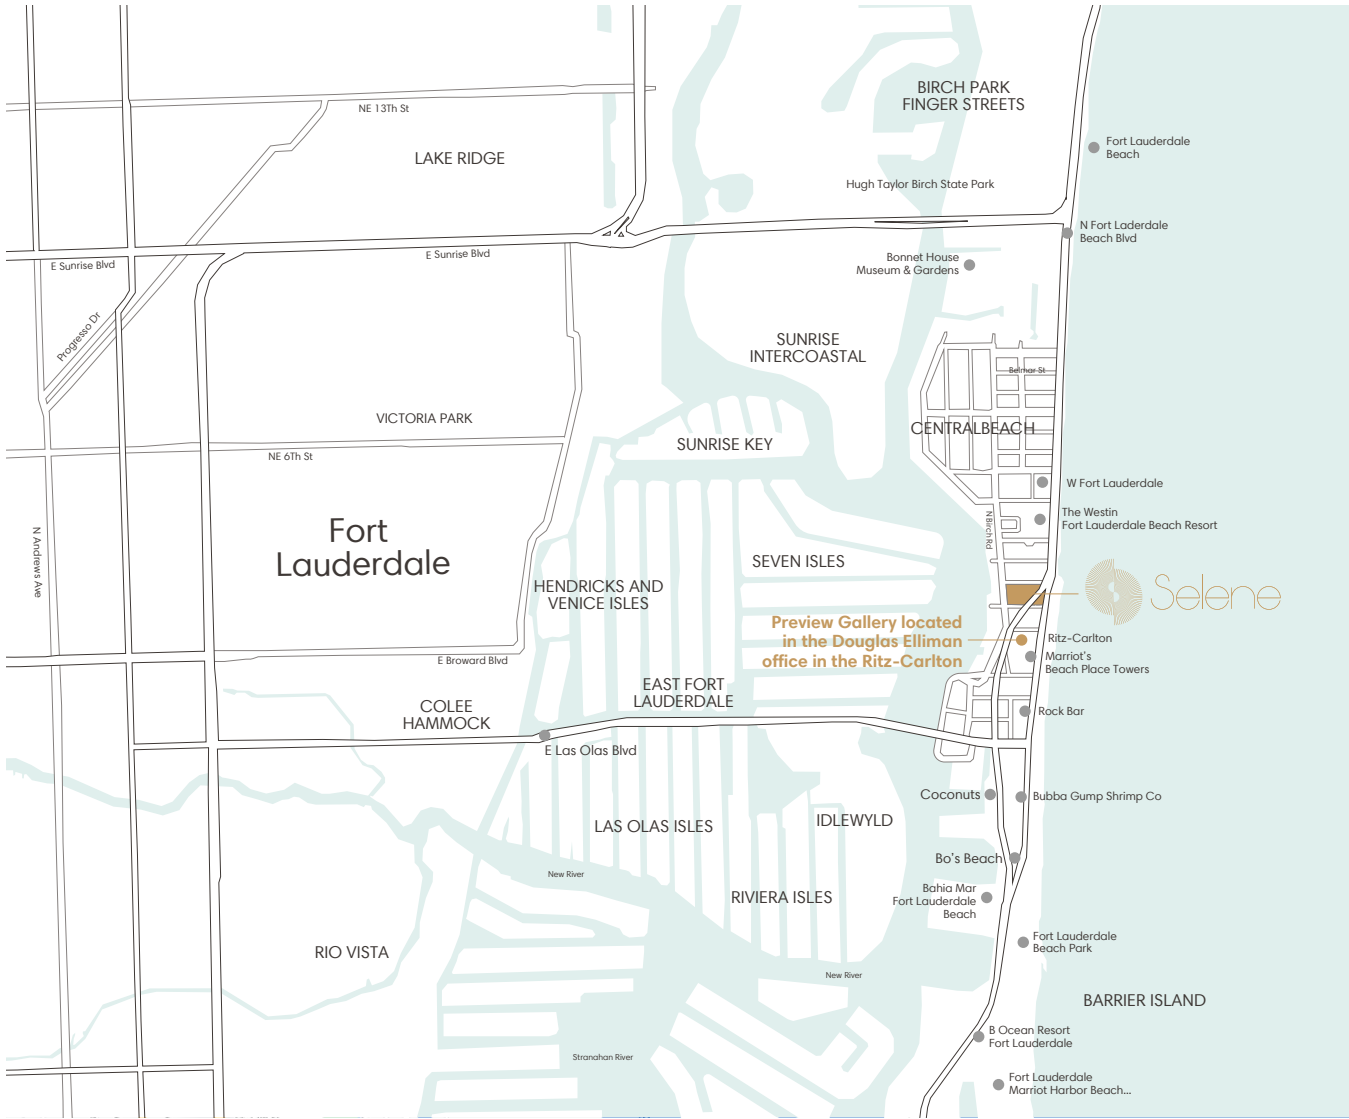 BIRCH PARK
FINGER STREETS
NE 13Th St
Fort Lauderdale
Beach
LAKE RIDGE
Hugh Taylor Birch State Park
N Fort Laderdale
Beach Blvd
E Sunrise Blvd
E Sunrise Blvd
Bonnet House
Museum & Gardens
Progresso Dr
SUNRISE
INTERCOASTAL
Belmar St
VICTORIA PARK
CENTRALBEACH
SUNRISE KEY
NE 6Th St
W Fort Lauderdale
The Westin
Fort Lauderdale Beach Resort
N Birch Rd
Fort
Lauderdale
N Andrews Ave
SEVEN ISLES
HENDRICKS AND
VENICE ISLES
Selene
Preview Gallery located
in the Douglas Elliman
office in the Ritz-Carlton
Ritz-Carlton
Marriot's
Beach Place Towers
E Broward Blvd
EAST FORT
LAUDERDALE
COLEE
HAMMOCK
Rock Bar
E Las Olas Blvd
Coconuts
Bubba Gump Shrimp Co
LAS OLAS ISLES
IDLEWYLD
Bo's Beach
New River
RIVIERA ISLES
Bahia Mar
Fort Lauderdale
Beach
Fort Lauderdale
Beach Park
RIO VISTA
New River
BARRIER ISLAND
B Ocean Resort
Fort Lauderdale
Stranahan River
Fort Lauderdale
Marriot Harbor Beach...